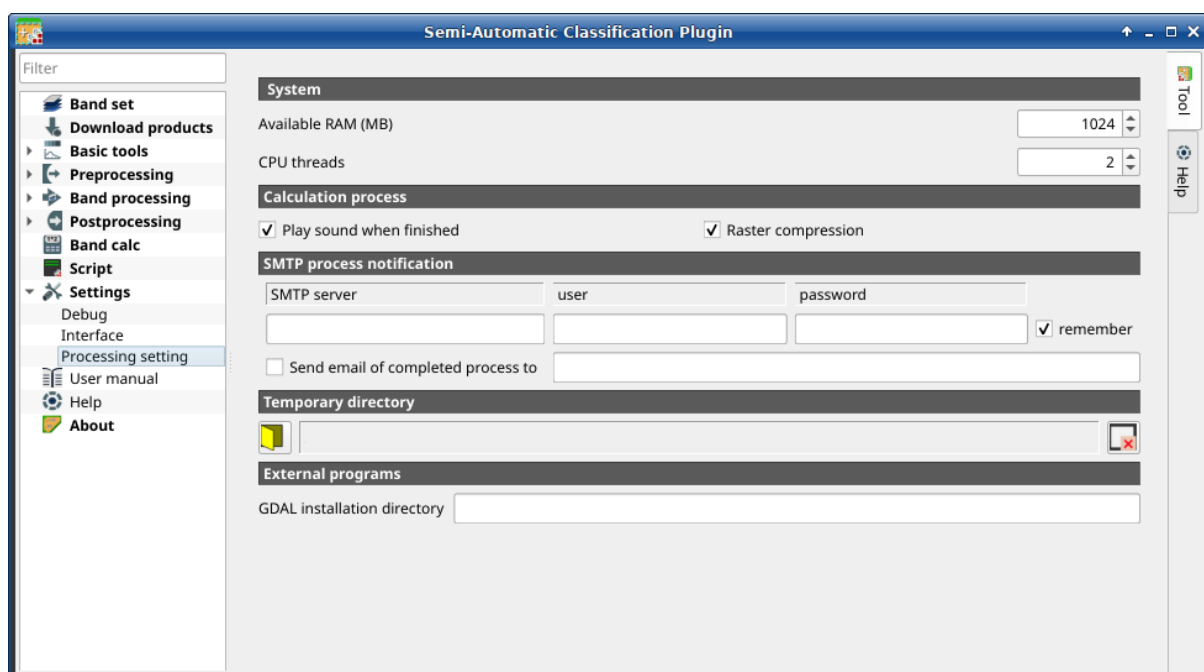 Semi-Automatic Classification Plugin
Filter
Band set
Download products
Basic tools
Preprocessing
Band processing
Postprocessing
Band calc
Script
Settings
Debug
Interface
Processing setting
User manual
Help
About
System
Available RAM (MB) 1024
CPU threads 2
Calculation process
Play sound when finished Raster compression
SMTP process notification
SMTP server user password
remember
Send email of completed process to
Temporary directory
External programs
GDAL installation directory
Tool
Help